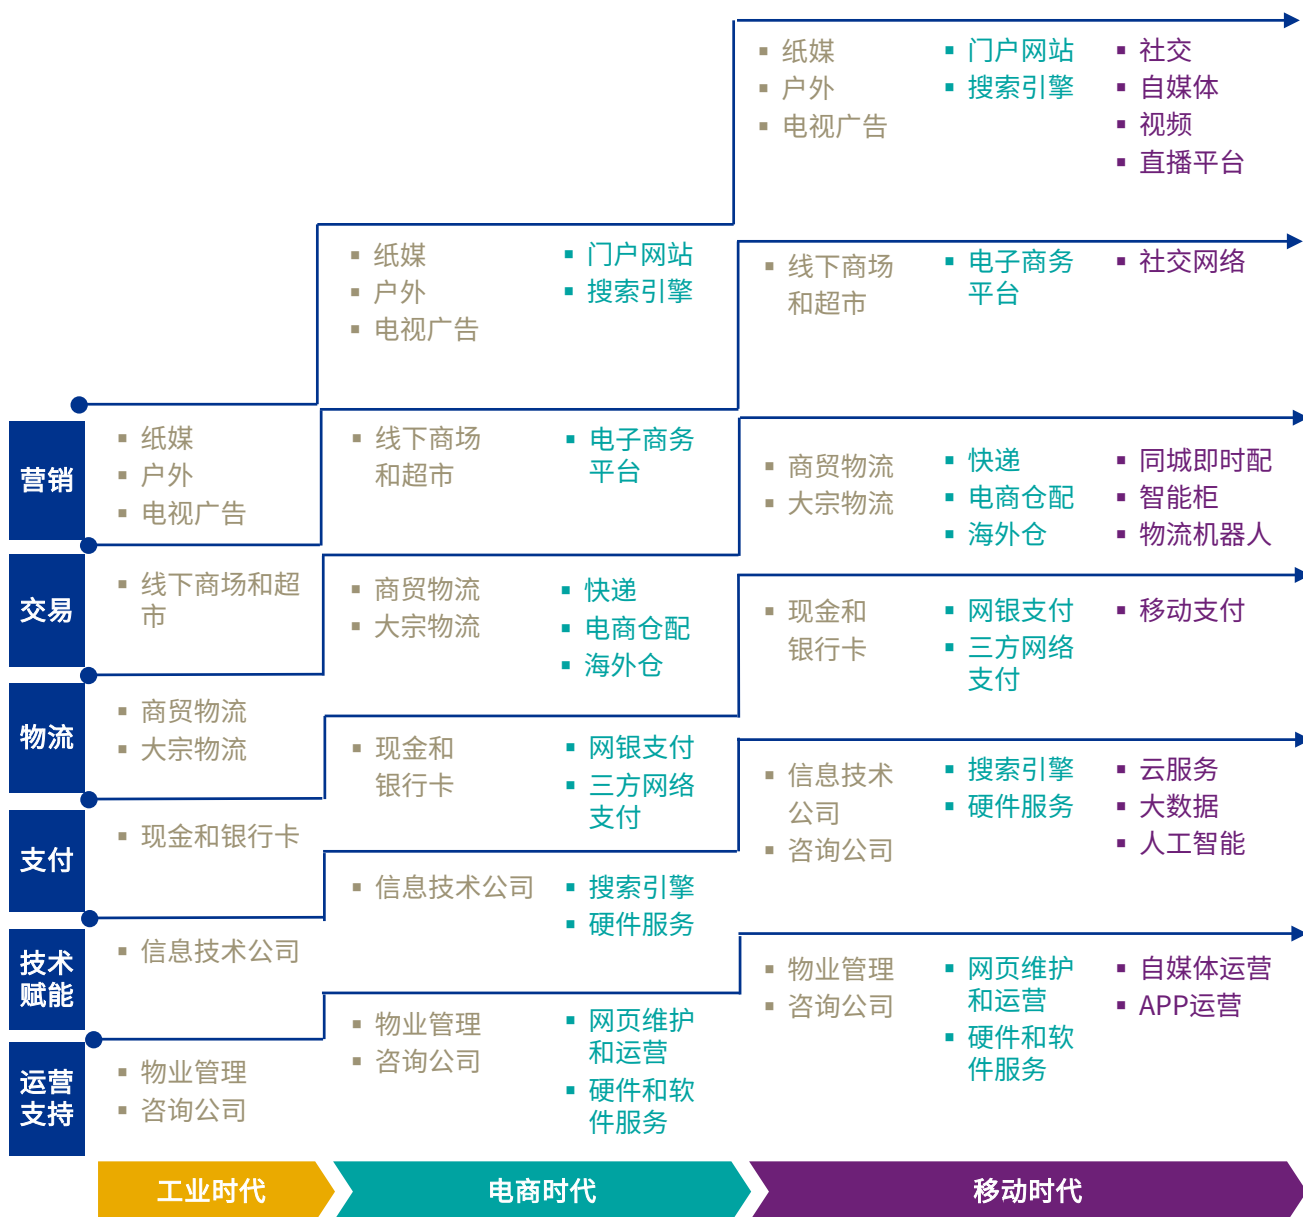 纸媒
户外
电视广告
门户网站
搜索引擎
社交
自媒体
视频
直播平台
纸媒
户外
电视广告
门户网站
搜索引擎
线下商场
和超市
电子商务
平台
社交网络
营销
纸媒
户外
电视广告
线下商场
和超市
电子商务
平台
商贸物流
大宗物流
快递
电商仓配
海外仓
同城即时配
智能柜
物流机器人
交易
线下商场和超
市
商贸物流
大宗物流
快递
电商仓配
海外仓
现金和
银行卡
网银支付
三方网络
支付
移动支付
物流
商贸物流
大宗物流
现金和
银行卡
网银支付
三方网络
支付
信息技术
公司
咨询公司
搜索引擎
硬件服务
云服务
大数据
人工智能
支付
现金和银行卡
信息技术公司
搜索引擎
硬件服务
物业管理
咨询公司
网页维护
和运营
硬件和软
件服务
自媒体运营
APP运营
技术
赋能
信息技术公司
物业管理
咨询公司
网页维护
和运营
硬件和软
件服务
运营
支持
物业管理
咨询公司
工业时代
电商时代
移动时代